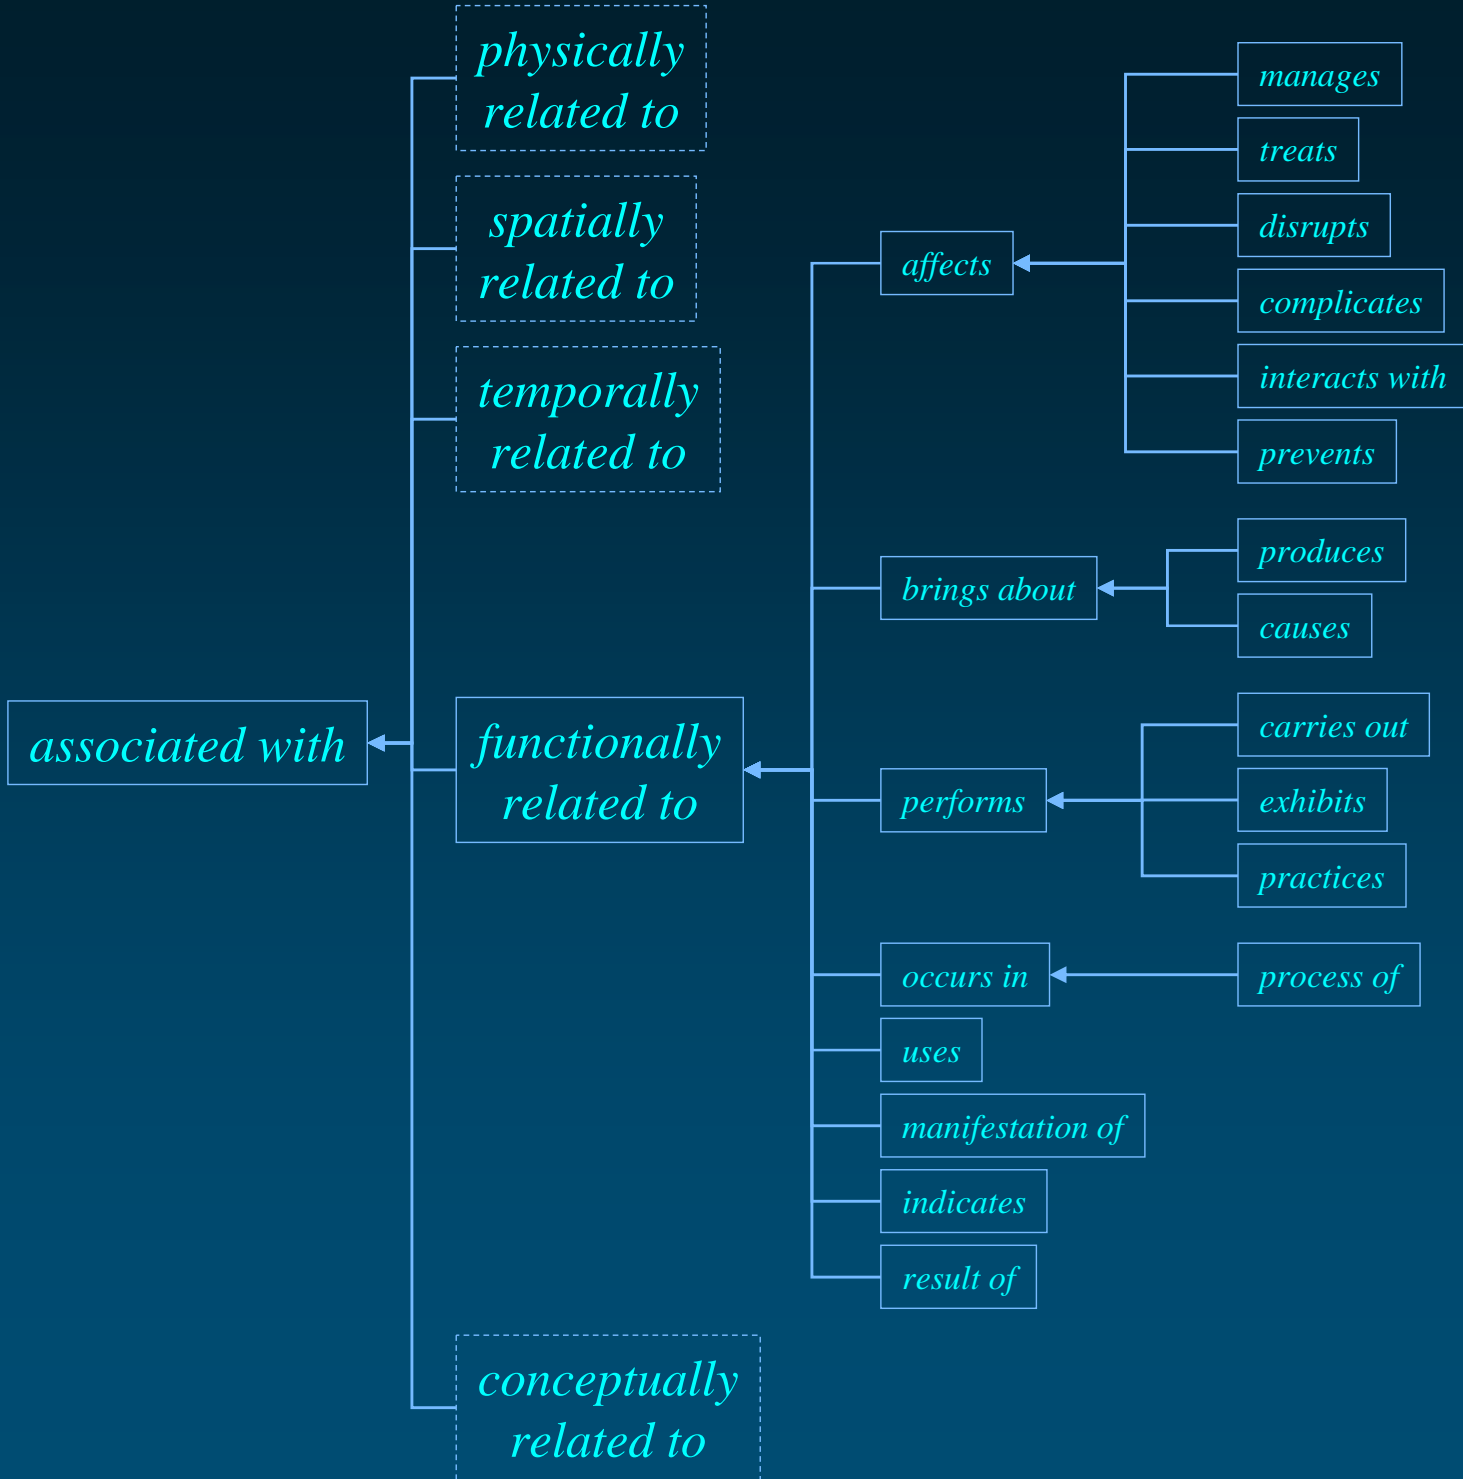 associated with
physically
related to
spatially
related to
temporally
related to
functionally
related to
conceptually
related to
affects
brings about
performs
occurs in
uses
manifestation of
indicates
result of
manages
treats
disrupts
complicates
interacts with
prevents
produces
causes
carries out
exhibits
practices
process of